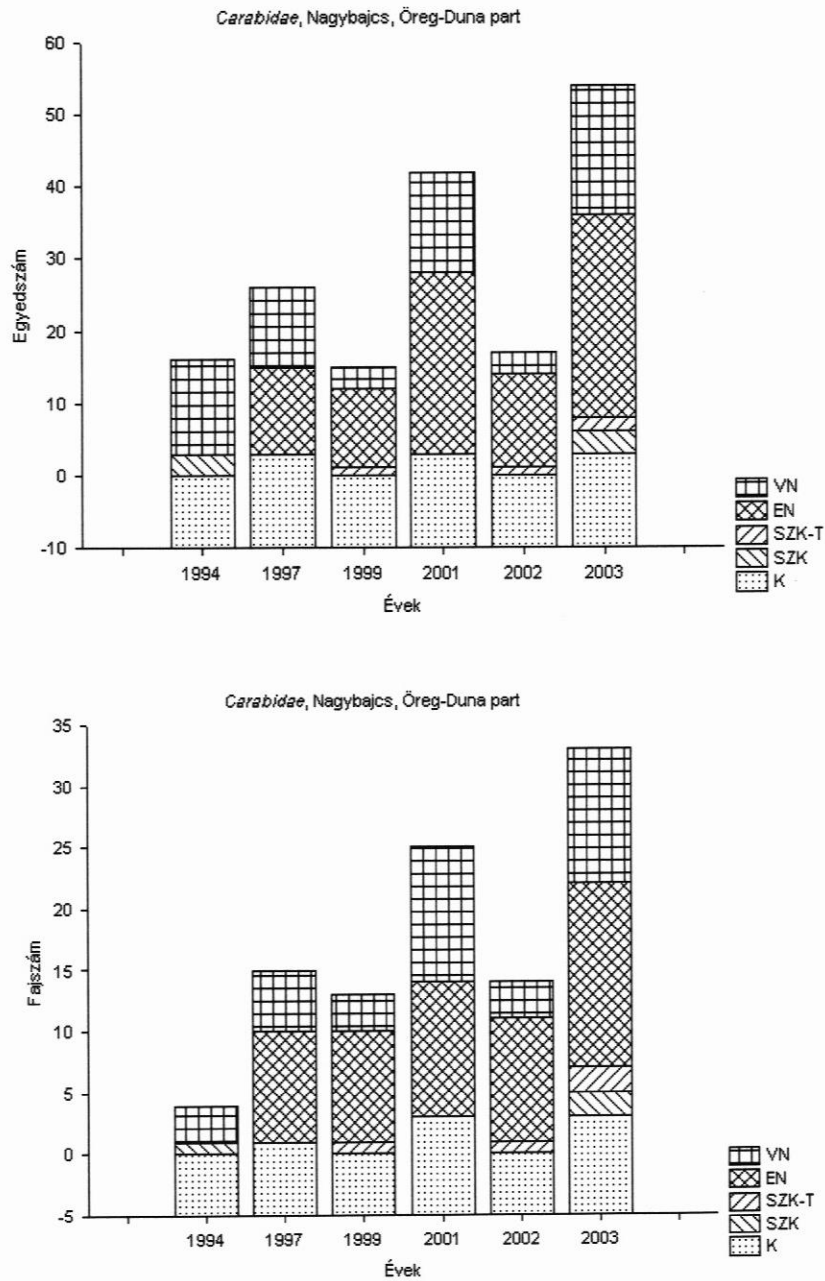 Carabidae, Nagybajcs, Öreg-Duna part
60
50
40
30
20
10
0
-10
Egyedszám
1994 1997 1999 2001 2002 2003
Évek
VN
EN
SZK-T
SZK
K
Carabidae, Nagybajcs, Öreg-Duna part
35
30
25
20
15
10
5
0
-5
Fajszám
1994 1997 1999 2001 2002 2003
Évek
VN
EN
SZK-T
SZK
K